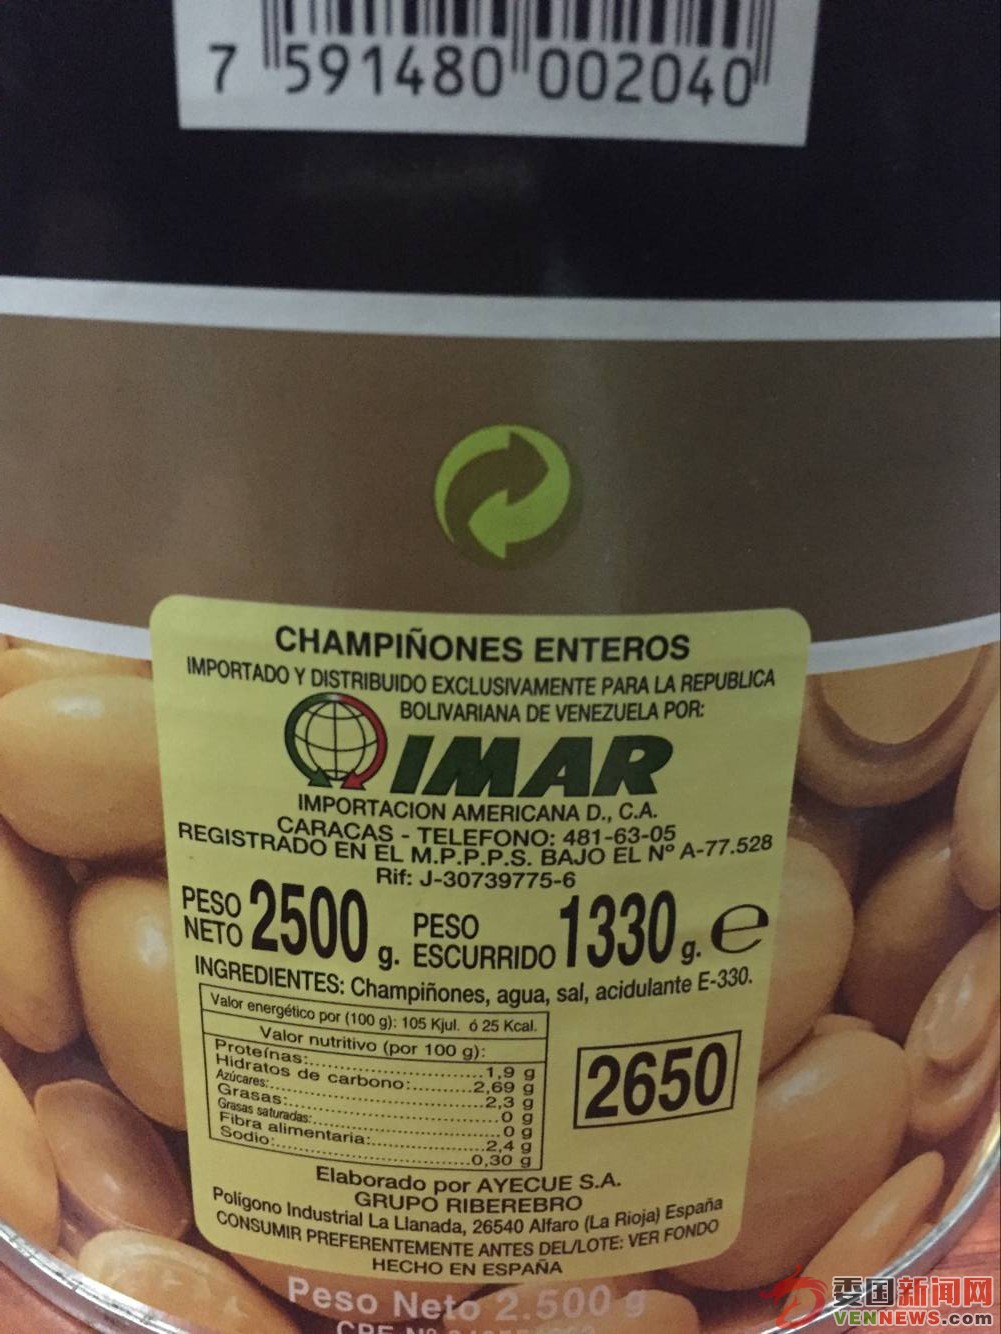 7 591480 002040
CHAMPIÑONES ENTEROS
IMPORTADO Y DISTRIBUIDO EXCLUSIVAMENTE PARA LA REPUBLICA
BOLIVARIANA DE VENEZUELA POR:
IMAR
IMPORTACION AMERICANA D., C.A.
CARACAS - TELEFONO: 481-63-05
REGISTRADO EN EL M.P.P.P.S. BAJO EL Nº A-77.528
Rif: J-30739775-6
PESO NETO 2500 g. PESO ESCURRIDO 1330 g. e
INGREDIENTES: Champiñones, agua, sal, acidulante E-330.
Valor energético por (100 g): 105 Kjul. ó 25 Kcal.
Valor nutritivo (por 100 g):
Proteínas:..........1,9 g
Hidratos de carbono:..........2,69 g
Azúcares:..........2,3 g
Grasas:..........0 g
Grasas saturadas:..........0 g
Fibra alimentaria:..........2,4 g
Sodio:..........0,30 g
2650
Elaborado por AYECUE S.A.
GRUPO RIBEREBRO
Polígono Industrial La Llanada, 26540 Alfaro (La Rioja) España
CONSUMIR PREFERENTEMENTE ANTES DEL/LOTE: VER FONDO
HECHO EN ESPAÑA
Peso Neto 2.500 g
委国新闻网
VENNEWS.com